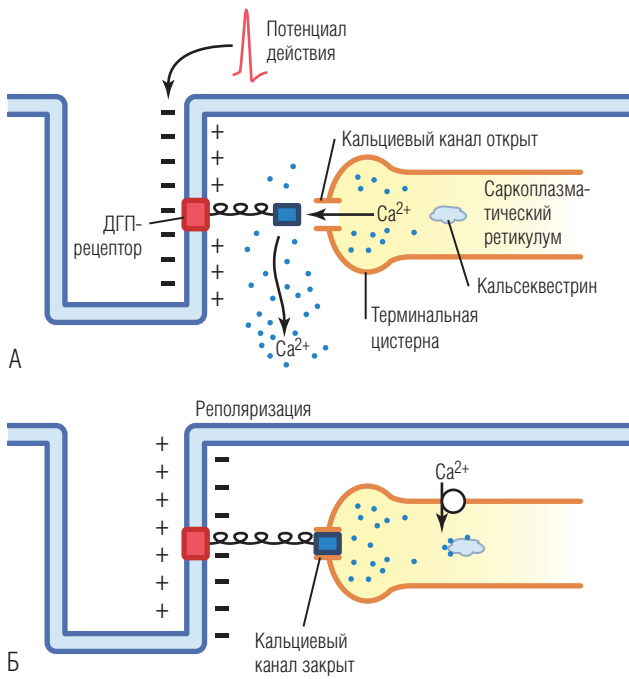 Потенциал
действия
Кальциевый канал открыт
ДГП-
рецептор
Ca²⁺
Саркоплазма-
тический
ретикулум
Кальсеквестрин
Терминальная
цистерна
Ca²⁺
А
Реполяризация
Ca²⁺
Кальциевый
канал закрыт
Б